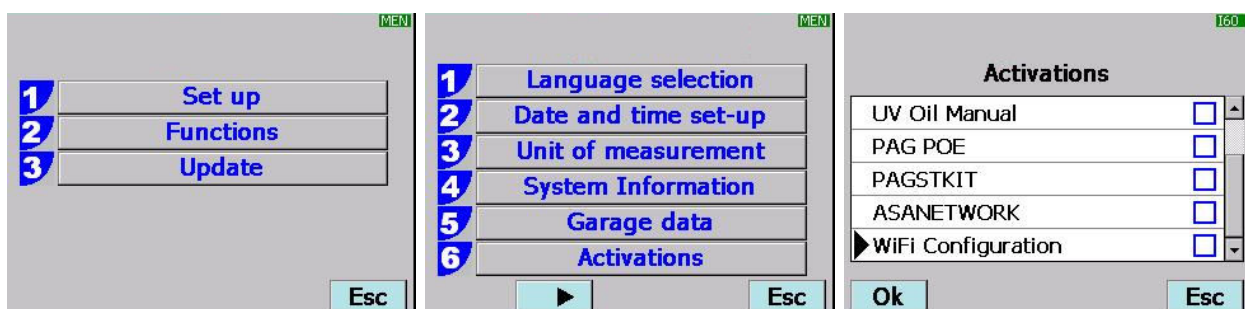 MEN
1 Set up
2 Functions
3 Update
Esc
MEN
1 Language selection
2 Date and time set-up
3 Unit of measurement
4 System Information
5 Garage data
6 Activations
Esc
I60
Activations
UV Oil Manual
PAG POE
PAGSTKIT
ASANETWORK
WiFi Configuration
Ok Esc